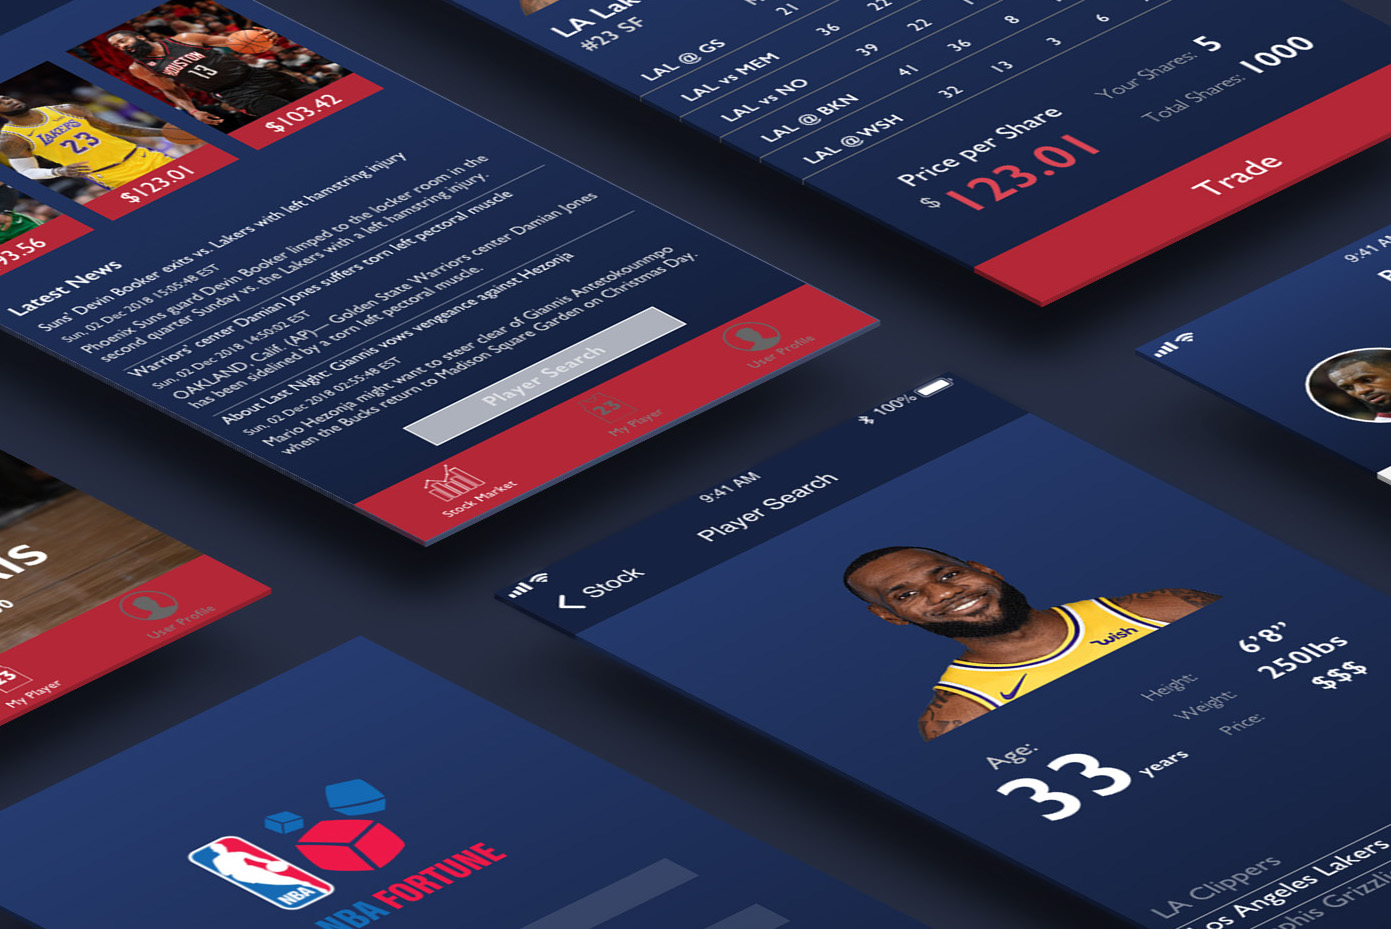 HOUSTON
13
$103.42
LAKERS
23
$123.01
93.56
Latest News
Suns' Devin Booker exits vs. Lakers with left hamstring injury
Sun, 02 Dec 2018 15:05:48 EST
Phoenix Suns guard Devin Booker limped to the locker room in the
second quarter Sunday vs. the Lakers with a left hamstring injury.
Warriors' center Damian Jones suffers torn left pectoral muscle
Sun, 02 Dec 2018 14:50:02 EST
OAKLAND, Calif. (AP)— Golden State Warriors center Damian Jones
has been sidelined by a torn left pectoral muscle.
About Last Night: Giannis vows vengeance against Hezonja
Sun, 02 Dec 2018 02:55:48 EST
Mario Hezonja might want to steer clear of Giannis Antetokounmpo
when the Bucks return to Madison Square Garden on Christmas Day.
Player Search
Stock Market
23
My Player
User Profile
LA Lak
#23 SF
LAL @ GS 21
LAL vs MEM 36 22
LAL vs NO 39 22
LAL @ BKN 41 36 8
LAL @ WSH 32 13 3 6
Price per Share
$ 123.01
Your Shares: 5
Total Shares: 1000
Trade
9:41 AM
User Profile
My Player
NBA
NBA FORTUNE
9:41 AM
100%
Stock
Player Search
wish
Age:
33 years
Height: 6'8"
Weight: 250lbs
Price: $$$
LA Clippers
Los Angeles Lakers
phis Grizzli